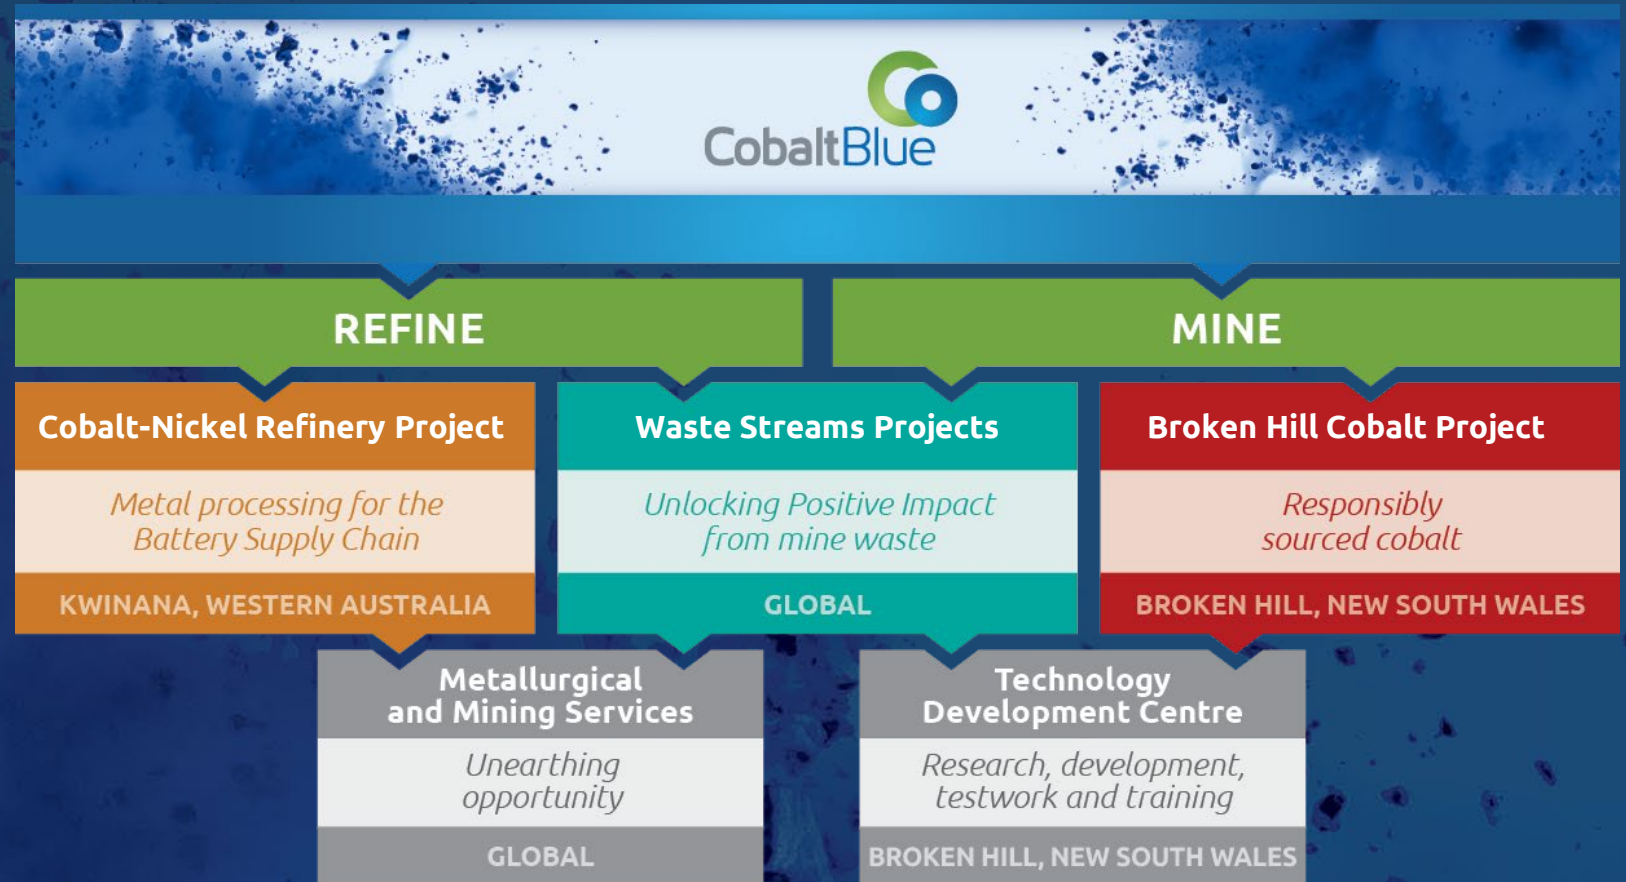 CobaltBlue
REFINE
MINE
Cobalt-Nickel Refinery Project
Metal processing for the
Battery Supply Chain
KWINANA, WESTERN AUSTRALIA
Waste Streams Projects
Unlocking Positive Impact
from mine waste
GLOBAL
Broken Hill Cobalt Project
Responsibly
sourced cobalt
BROKEN HILL, NEW SOUTH WALES
Metallurgical
and Mining Services
Unearthing
opportunity
GLOBAL
Technology
Development Centre
Research, development,
testwork and training
BROKEN HILL, NEW SOUTH WALES